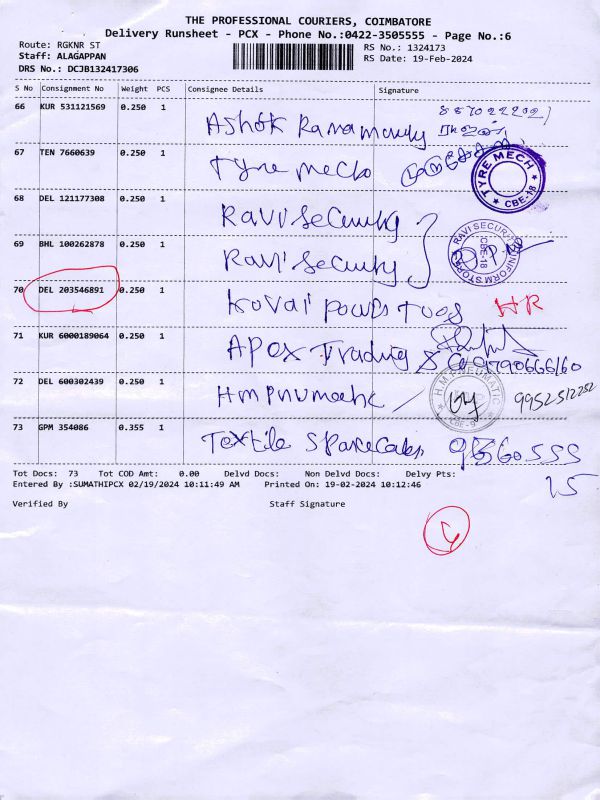 THE PROFESSIONAL COURIERS, COIMBATORE
Delivery Runsheet - PCX - Phone No.:0422-3505555 - Page No.:6
Route: RGKNR ST
RS No.: 1324173
Staff: ALAGAPPAN
RS Date: 19-Feb-2024
DRS No.: DCJB132417306
S No Consignment No Weight PCS Consignee Details Signature
66 KUR 531121569 0.250 1 Ashok
67 TEN 7660639 0.250 1 Tyre mech
TYRE MECH
CBE-18
68 DEL 121177308 0.250 1 Ravi Security
69 BHL 100262878 0.250 1 Ravi Security
RAVI SECURITY
UNIFORM STORES
CBE-18
70 DEL 203546891 0.250 1 Kovai power tools HR
71 KUR 6000189064 0.250 1 Apex Trading & Co 9790666160
72 DEL 600302439 0.250 1 9952512252
H.M. PNEUMATIC
73 GPM 354086 0.355 1 Textile
Tot Docs: 73 Tot COD Amt: 0.00 Delvd Docs: Non Delvd Docs: Delvy Pts:
15
Entered By :SUMATHIPCX 02/19/2024 10:11:49 AM Printed On: 19-02-2024 10:12:46
Verified By Staff Signature